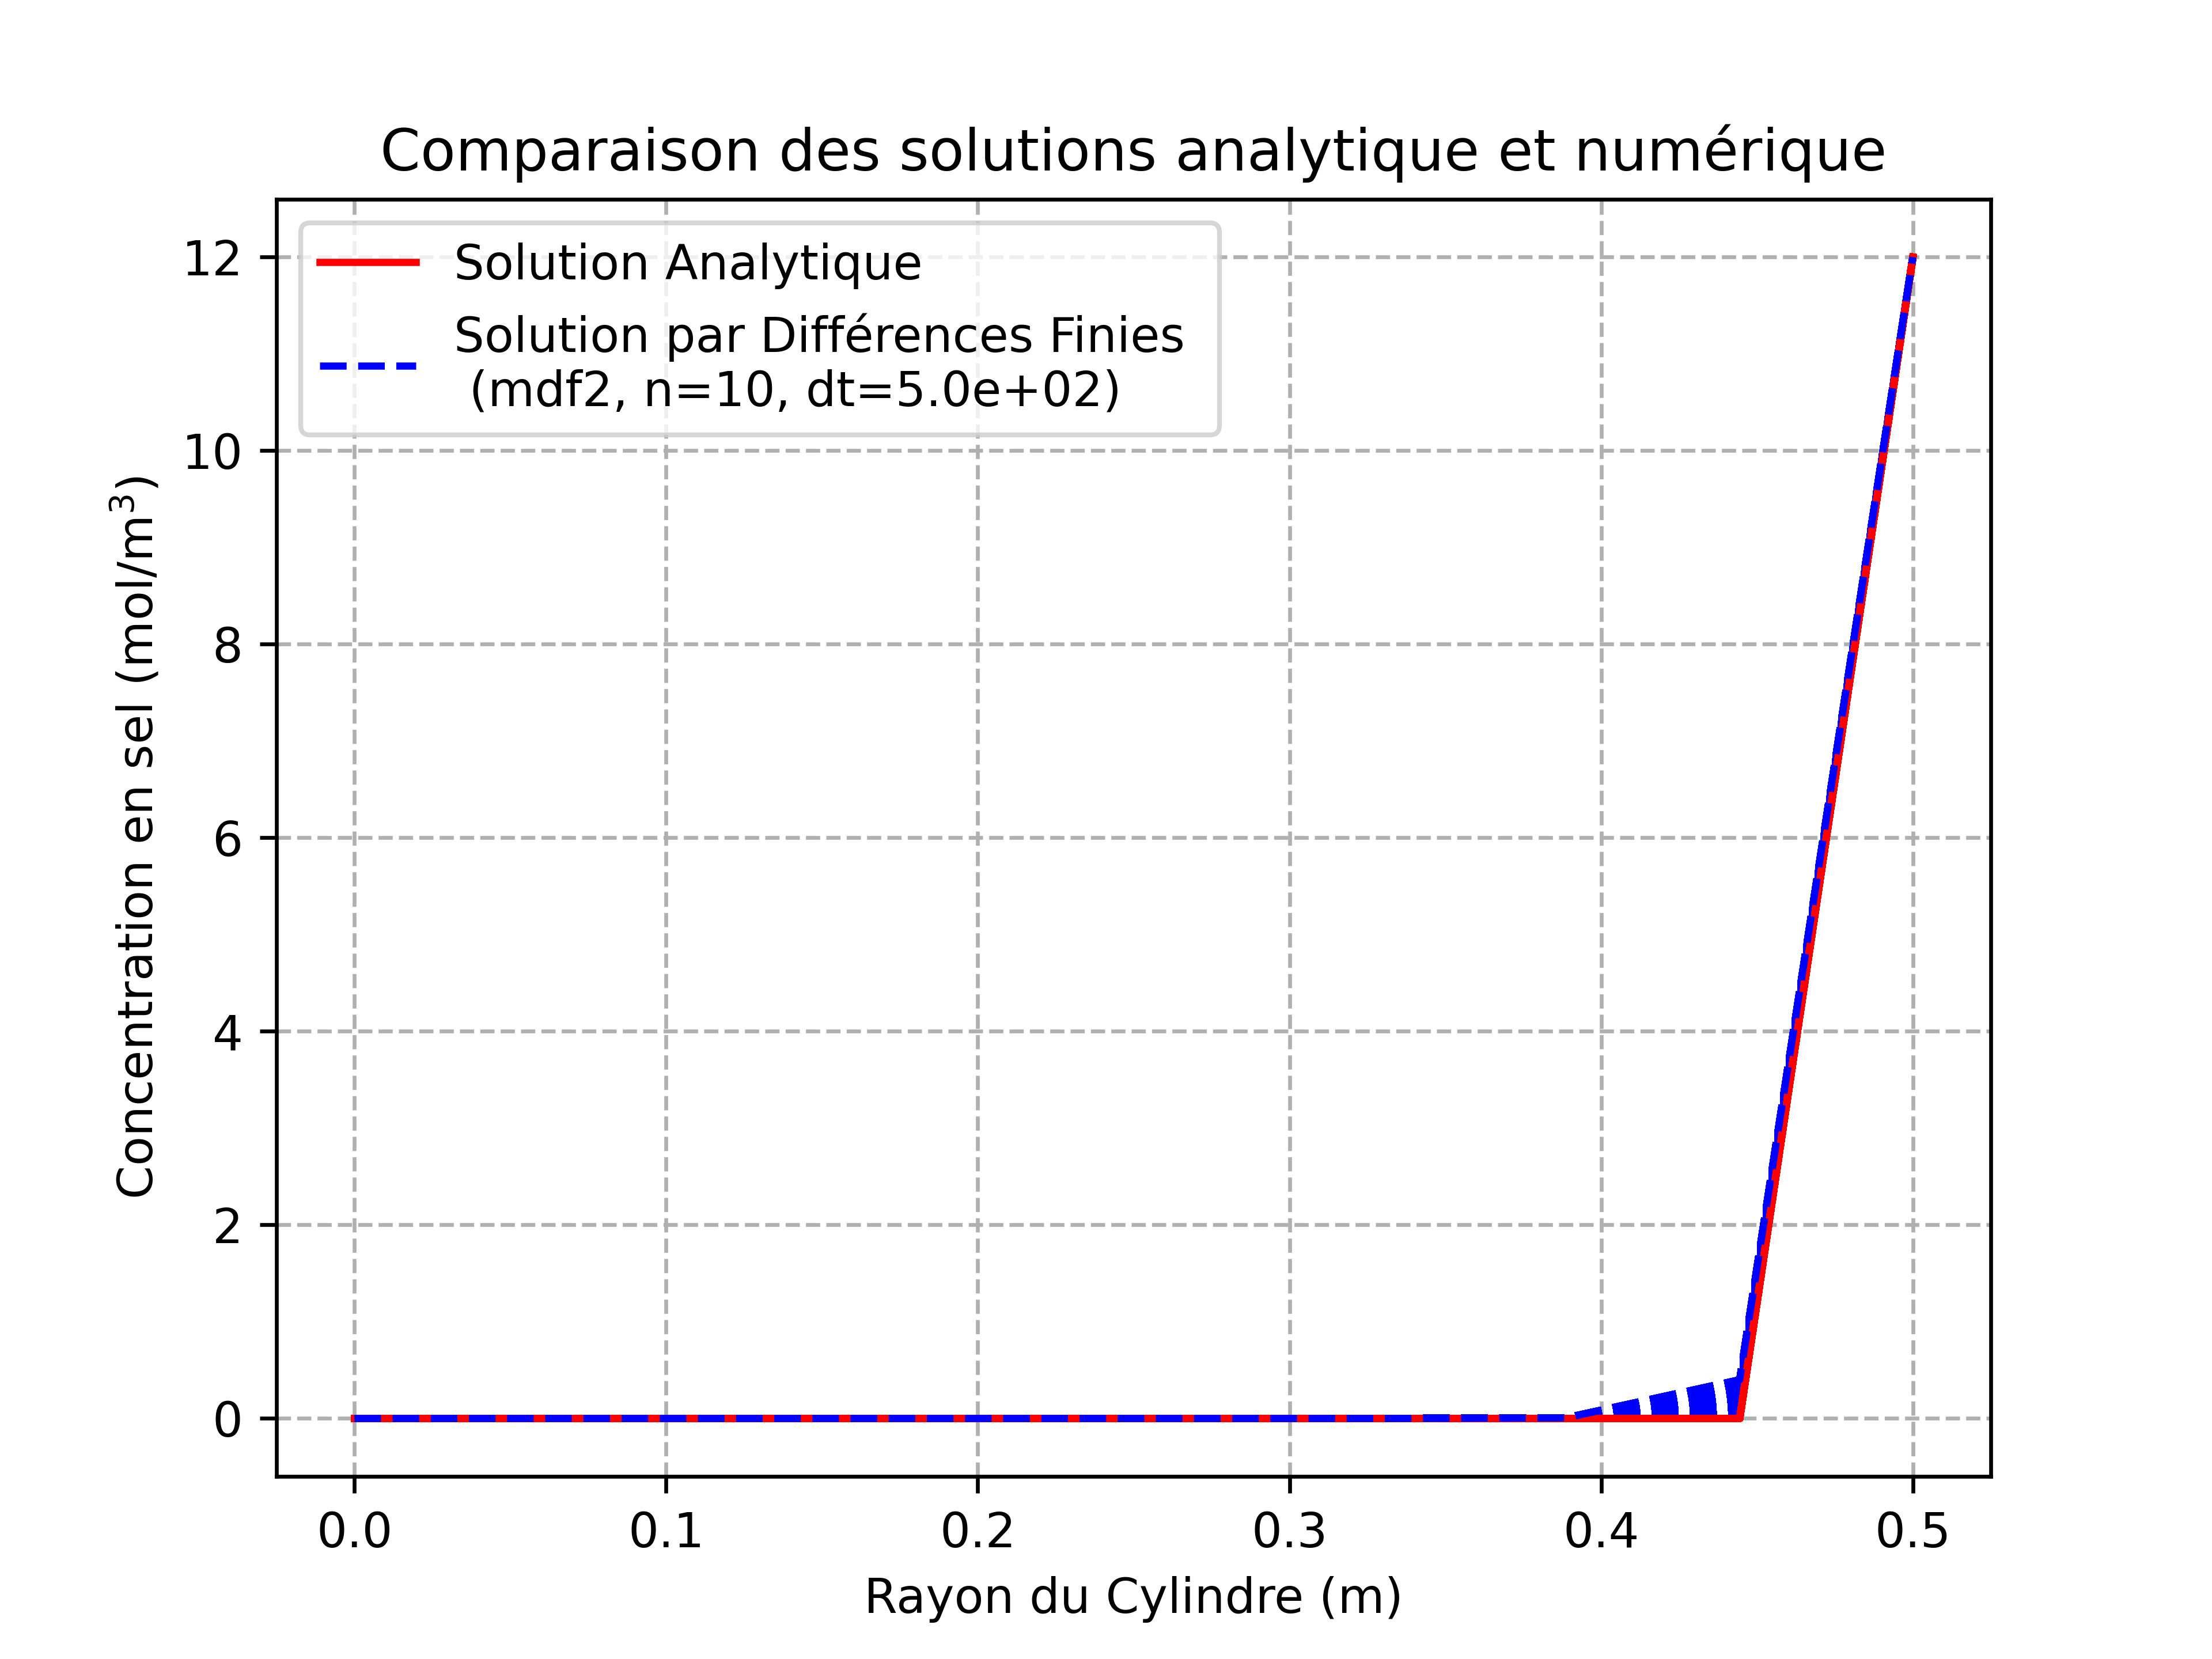 Comparaison des solutions analytique et numérique
Solution Analytique
Solution par Différences Finies
(mdf2, n=10, dt=5.0e+02)
Concentration en sel (mol/m³)
12
10
8
6
4
2
0
0.0 0.1 0.2 0.3 0.4 0.5
Rayon du Cylindre (m)